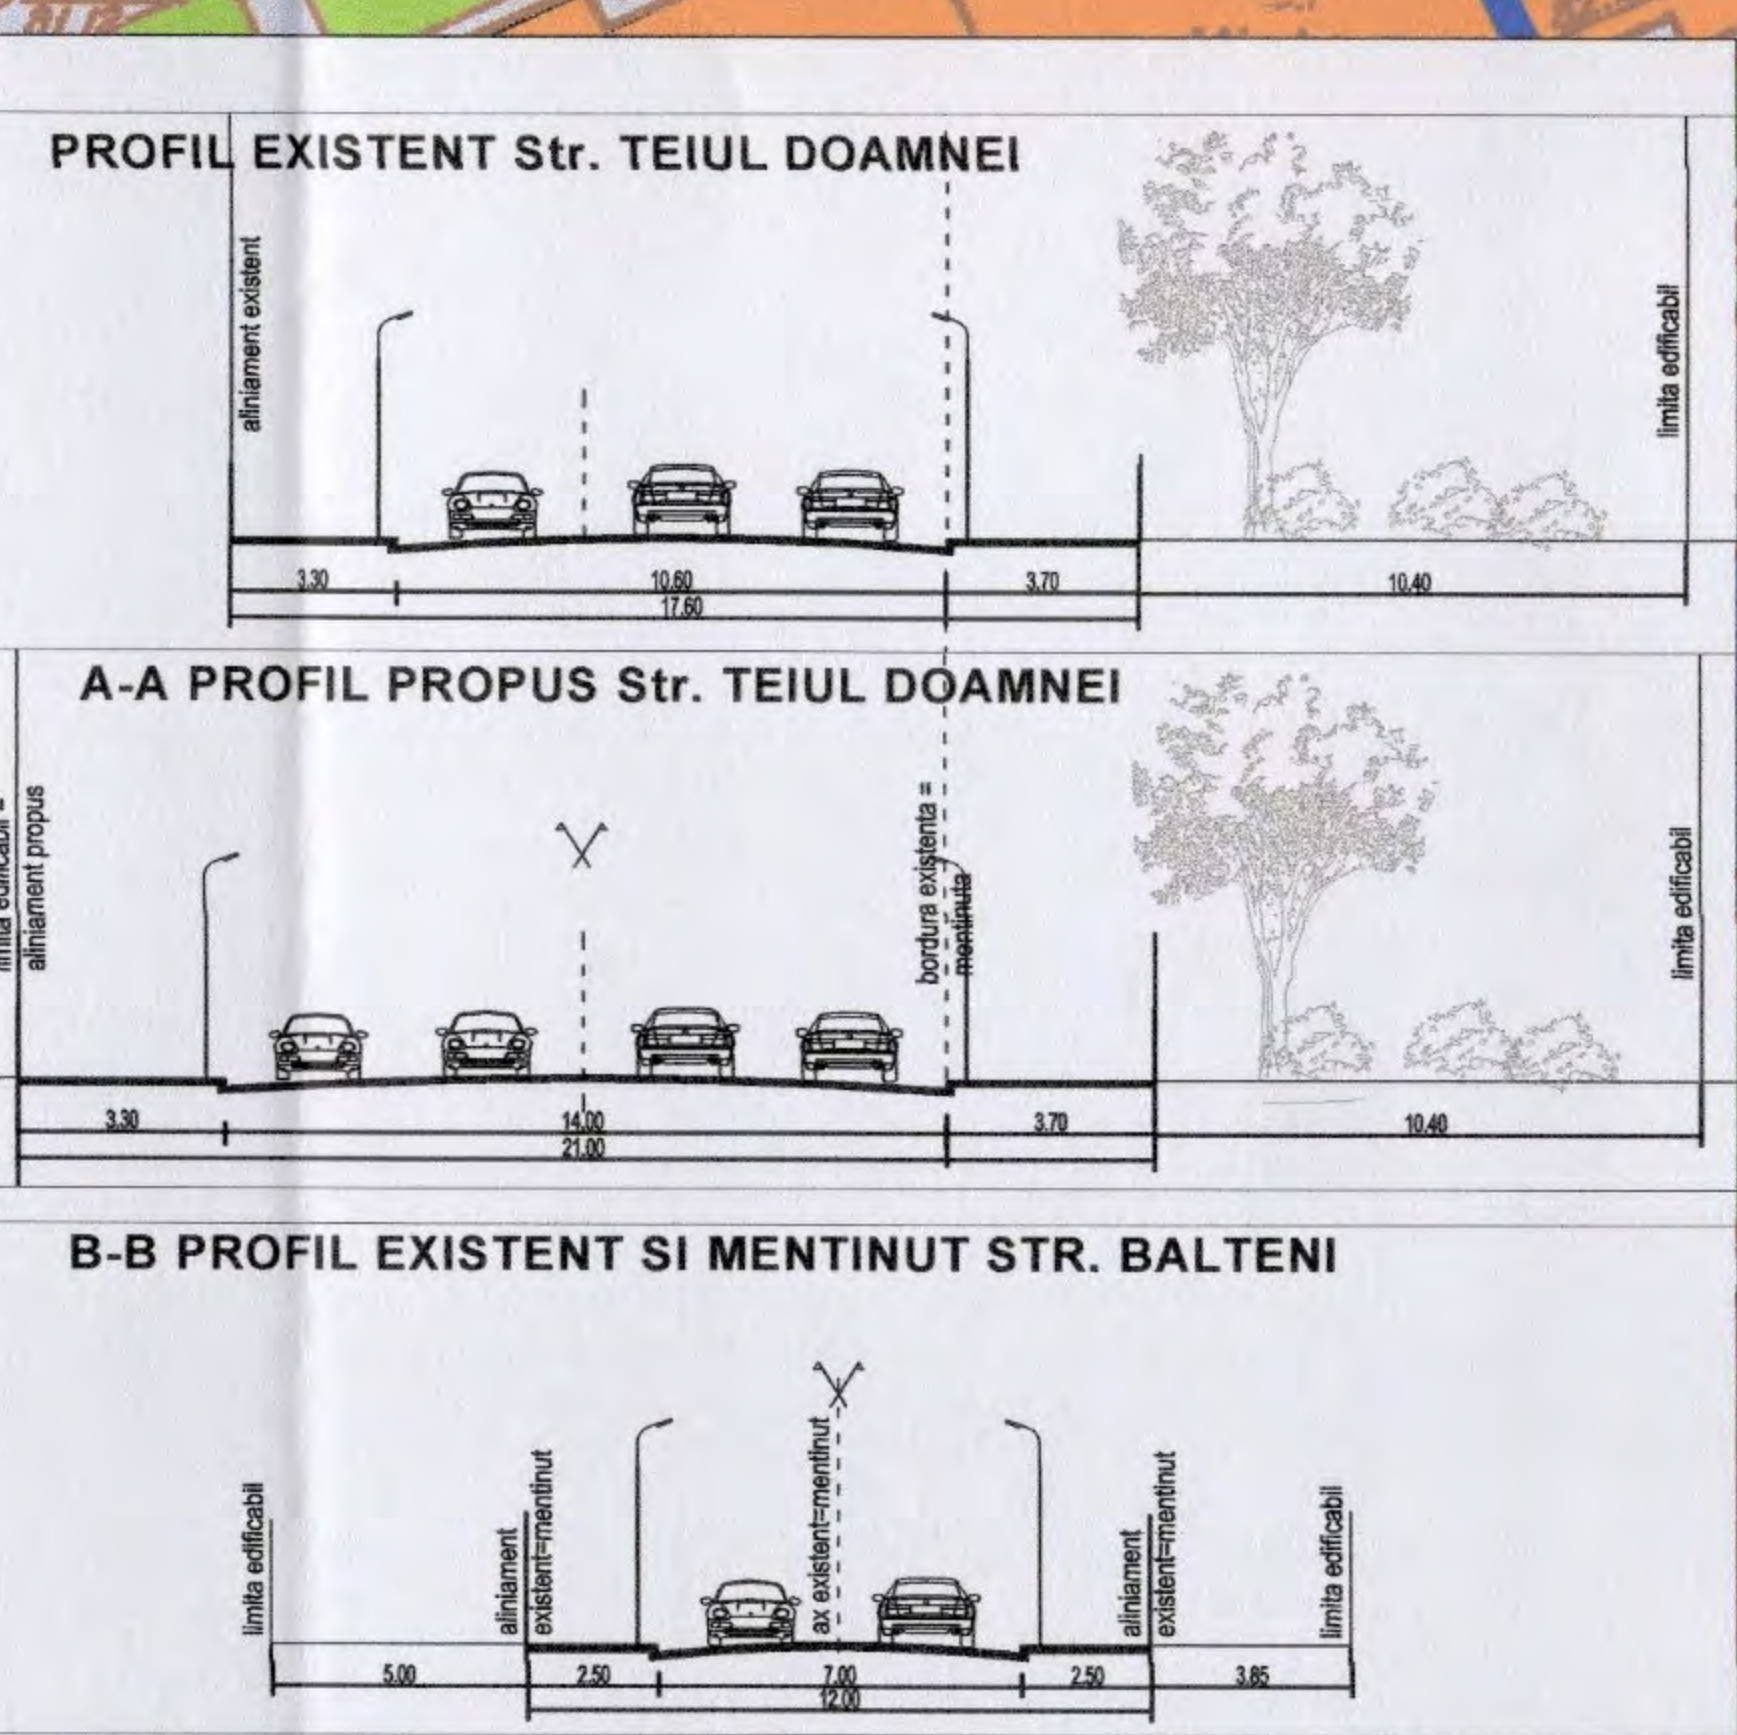 PROFIL EXISTENT Str. TEIUL DOAMNEI
aliniament existent
limita edificabil
3.30
10.60
3.70
10.40
17.60
A-A PROFIL PROPUS Str. TEIUL DOAMNEI
limita edificabil =
aliniament propus
bordura existenta =
mentinuta
limita edificabil
3.30
14.00
3.70
10.40
21.00
B-B PROFIL EXISTENT SI MENTINUT STR. BALTENI
limita edificabil
aliniament
existent=mentinut
ax existent=mentinut
aliniament
existent=mentinut
limita edificabil
5.00
2.50
7.00
2.50
3.85
12.00